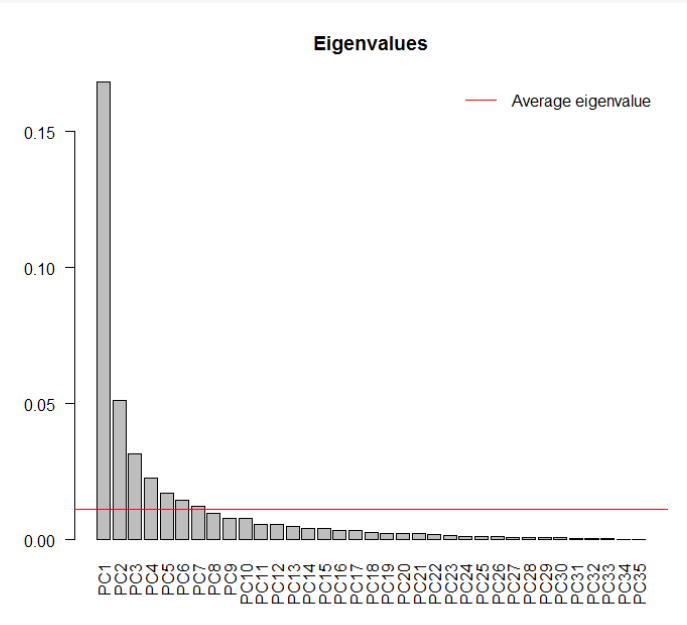 Eigenvalues
Average eigenvalue
0.15
0.10
0.05
0.00
PC1
PC2
PC3
PC4
PC5
PC6
PC7
PC8
PC9
PC10
PC11
PC12
PC13
PC14
PC15
PC16
PC17
PC18
PC19
PC20
PC21
PC22
PC23
PC24
PC25
PC26
PC27
PC28
PC29
PC30
PC31
PC32
PC33
PC34
PC35